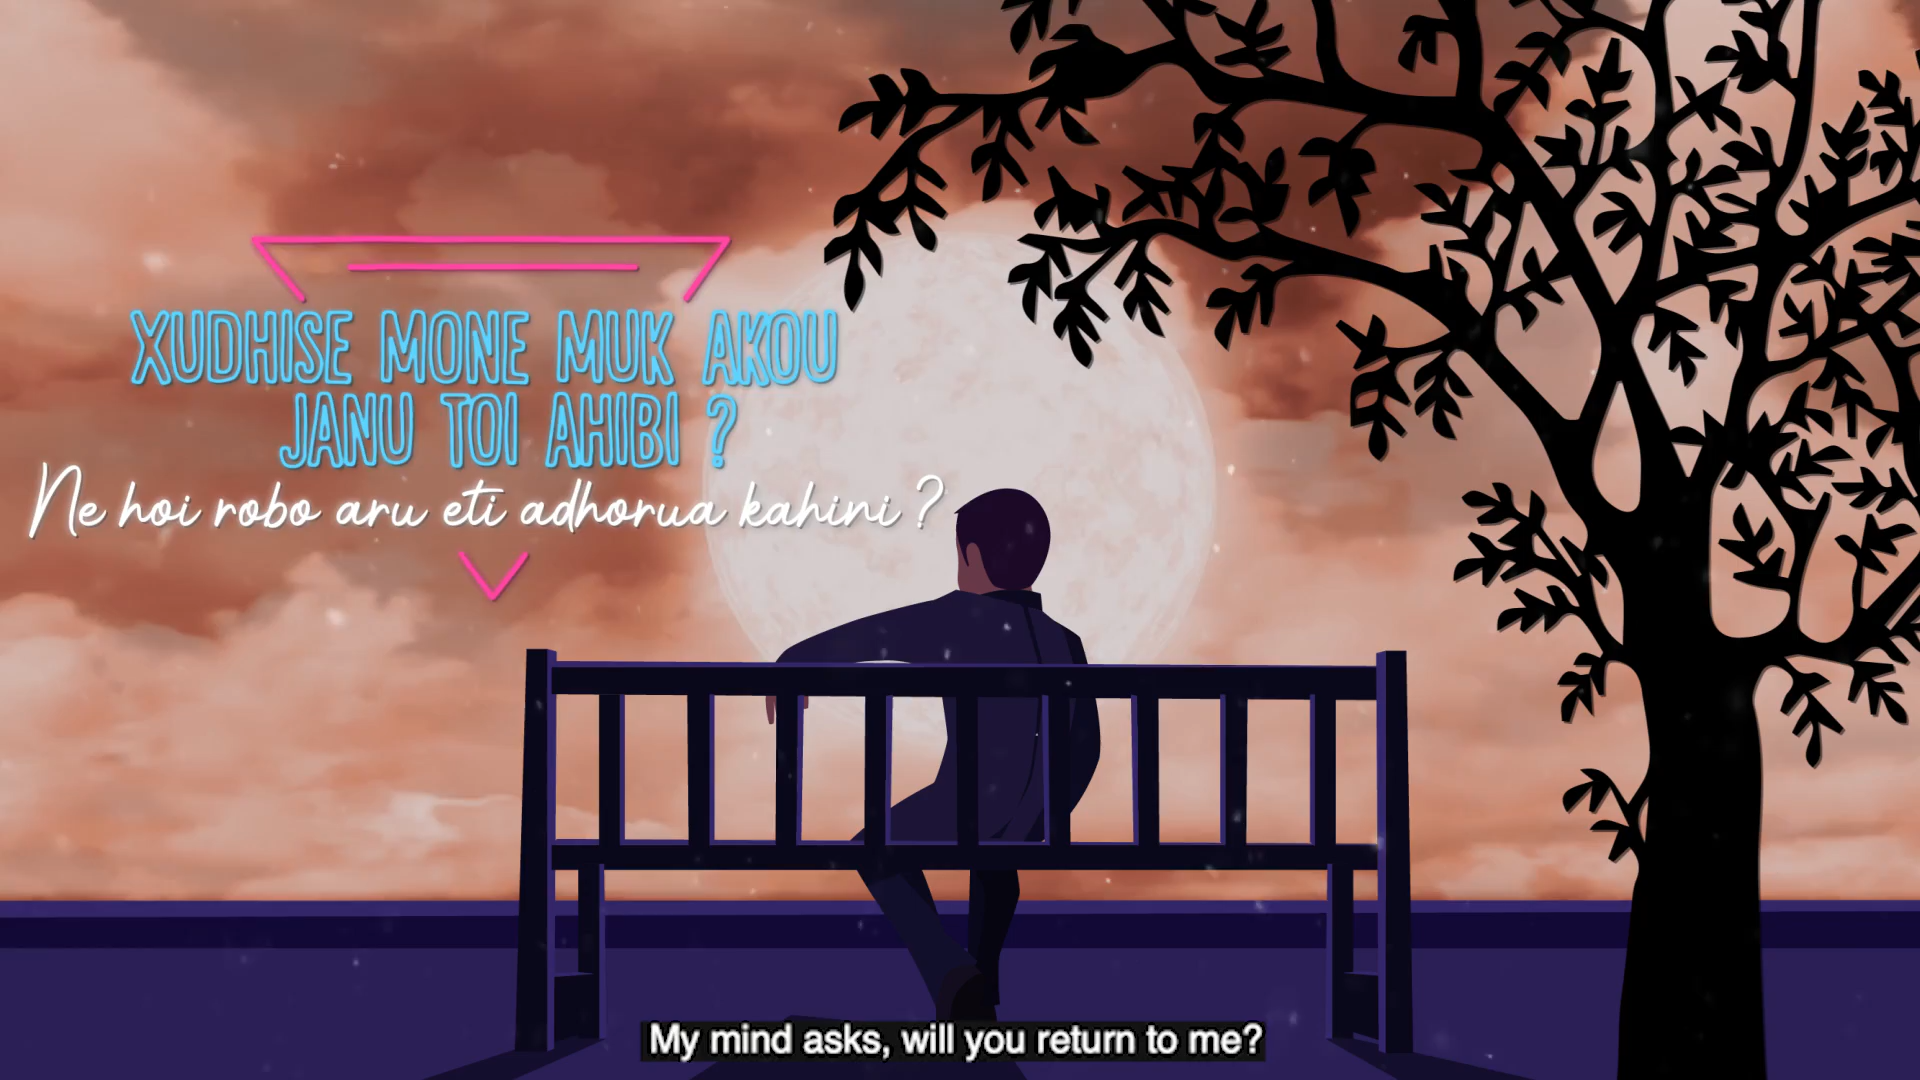 XUDHISE MONE MUK AKOU
JANU TOI AHIBI ?
Ne hoi robo aru eti adhorua kahini ?
My mind asks, will you return to me?